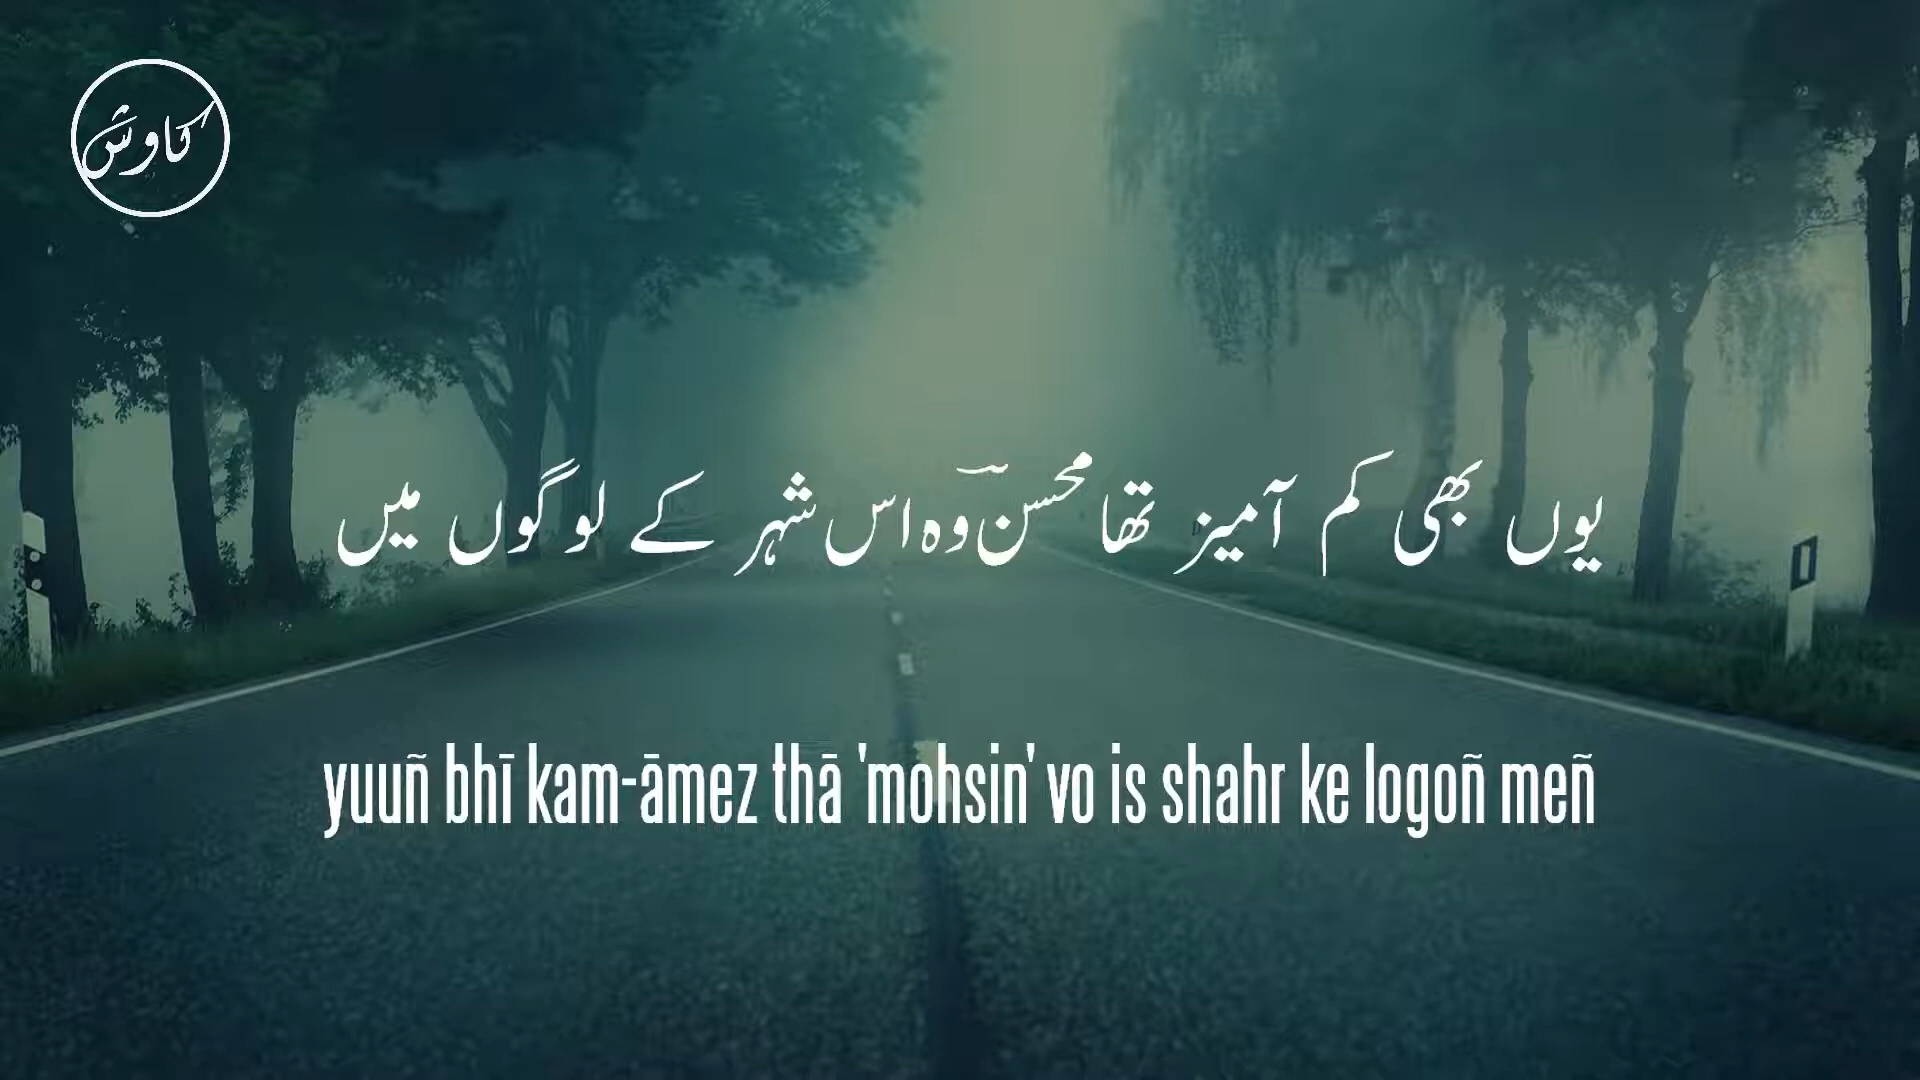 کاوش
یوں بھی کم آمیز تھا محسنؔ وہ اس شہر کے لوگوں میں
yuuñ bhī kam-āmez thā 'mohsin' vo is shahr ke logoñ meñ